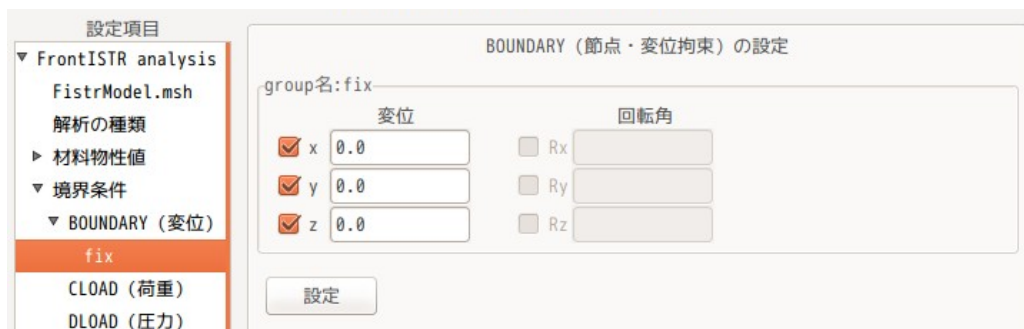 設定項目
FrontISTR analysis
FistrModel.msh
解析の種類
材料物性値
境界条件
BOUNDARY (変位)
fix
CLOAD (荷重)
DLOAD (圧力)
BOUNDARY (節点・変位拘束) の設定
group名:fix
変位 回転角
x 0.0 Rx
y 0.0 Ry
z 0.0 Rz
設定